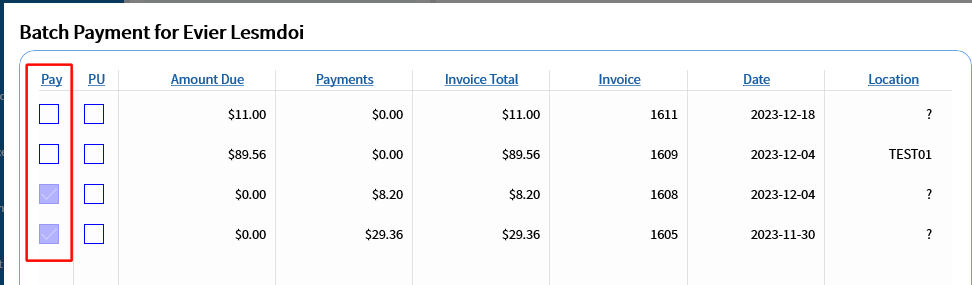 Batch Payment for Evier Lesmdoi
Pay PU Amount Due Payments Invoice Total Invoice Date Location
$11.00 $0.00 $11.00 1611 2023-12-18 ?
$89.56 $0.00 $89.56 1609 2023-12-04 TEST01
$0.00 $8.20 $8.20 1608 2023-12-04 ?
$0.00 $29.36 $29.36 1605 2023-11-30 ?